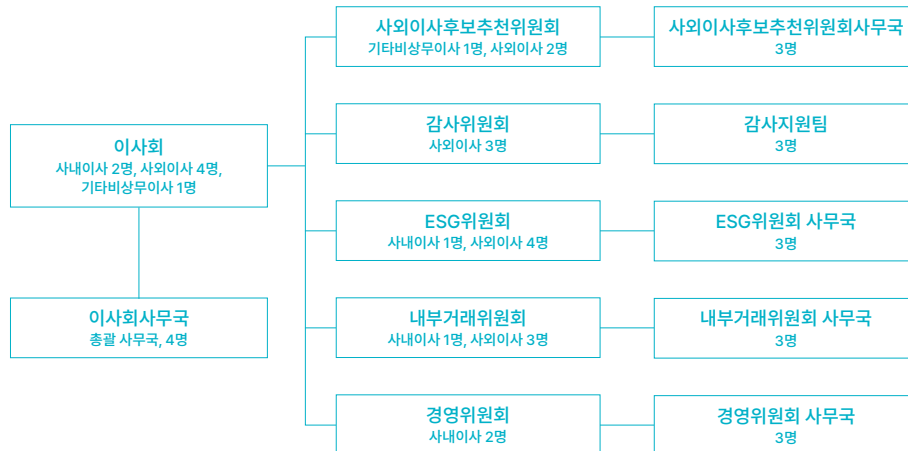 이사회
사내이사 2명, 사외이사 4명,
기타비상무이사 1명
이사회사무국
총괄 사무국, 4명
사외이사후보추천위원회
기타비상무이사 1명, 사외이사 2명
사외이사후보추천위원회사무국
3명
감사위원회
사외이사 3명
감사지원팀
3명
ESG위원회
사내이사 1명, 사외이사 4명
ESG위원회 사무국
3명
내부거래위원회
사내이사 1명, 사외이사 3명
내부거래위원회 사무국
3명
경영위원회
사내이사 2명
경영위원회 사무국
3명